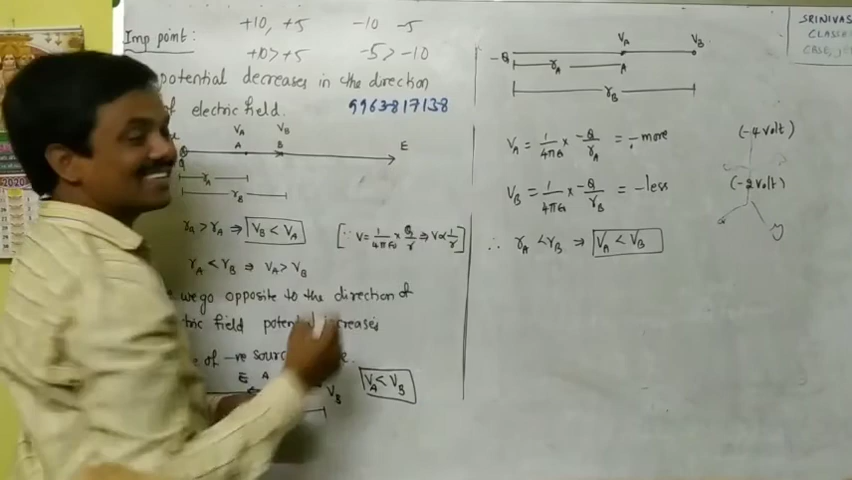 Imp point:
+10, +5    -10  -5
+10 > +5    -5 > -10
potential decreases in the direction
of electric field.
9963817138
V_A  V_B
A  B  E
r_A
r_B
⇒ V_B < V_A
[∵ V = 1/4πε₀ × Q/r ⇒ V ∝ 1/r]
r_A < r_B ⇒ V_A > V_B
we go opposite to the direction of
field
of -ve
E  A  V_B
V_A < V_B
V_A  V_B
-Q  r_A  A
r_B
V_A = 1/4πε₀ × -Q/r_A = - more
V_B = 1/4πε₀ × -Q/r_B = - less
∴ r_A < r_B ⇒ V_A < V_B
(-4 volt)
(-2 volt)
SRINIVAS
2020